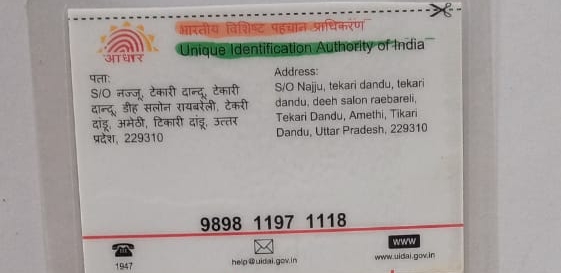 भारतीय विशिष्ट पहचान प्राधिकरण
आधार
Unique Identification Authority of India
पता:
S/O नज्जू, टेकारी दान्दू, टेकारी
दान्दू, डीह सलोन रायबरेली, टेकरी
दांडू, अमेठी, टिकारी दांडू, उत्तर
प्रदेश, 229310
Address:
S/O Najju, tekari dandu, tekari
dandu, deeh salon raebareli,
Tekari Dandu, Amethi, Tikari
Dandu, Uttar Pradesh, 229310
9898 1197 1118
1947
help@uidai.gov.in
www
www.uidai.gov.in